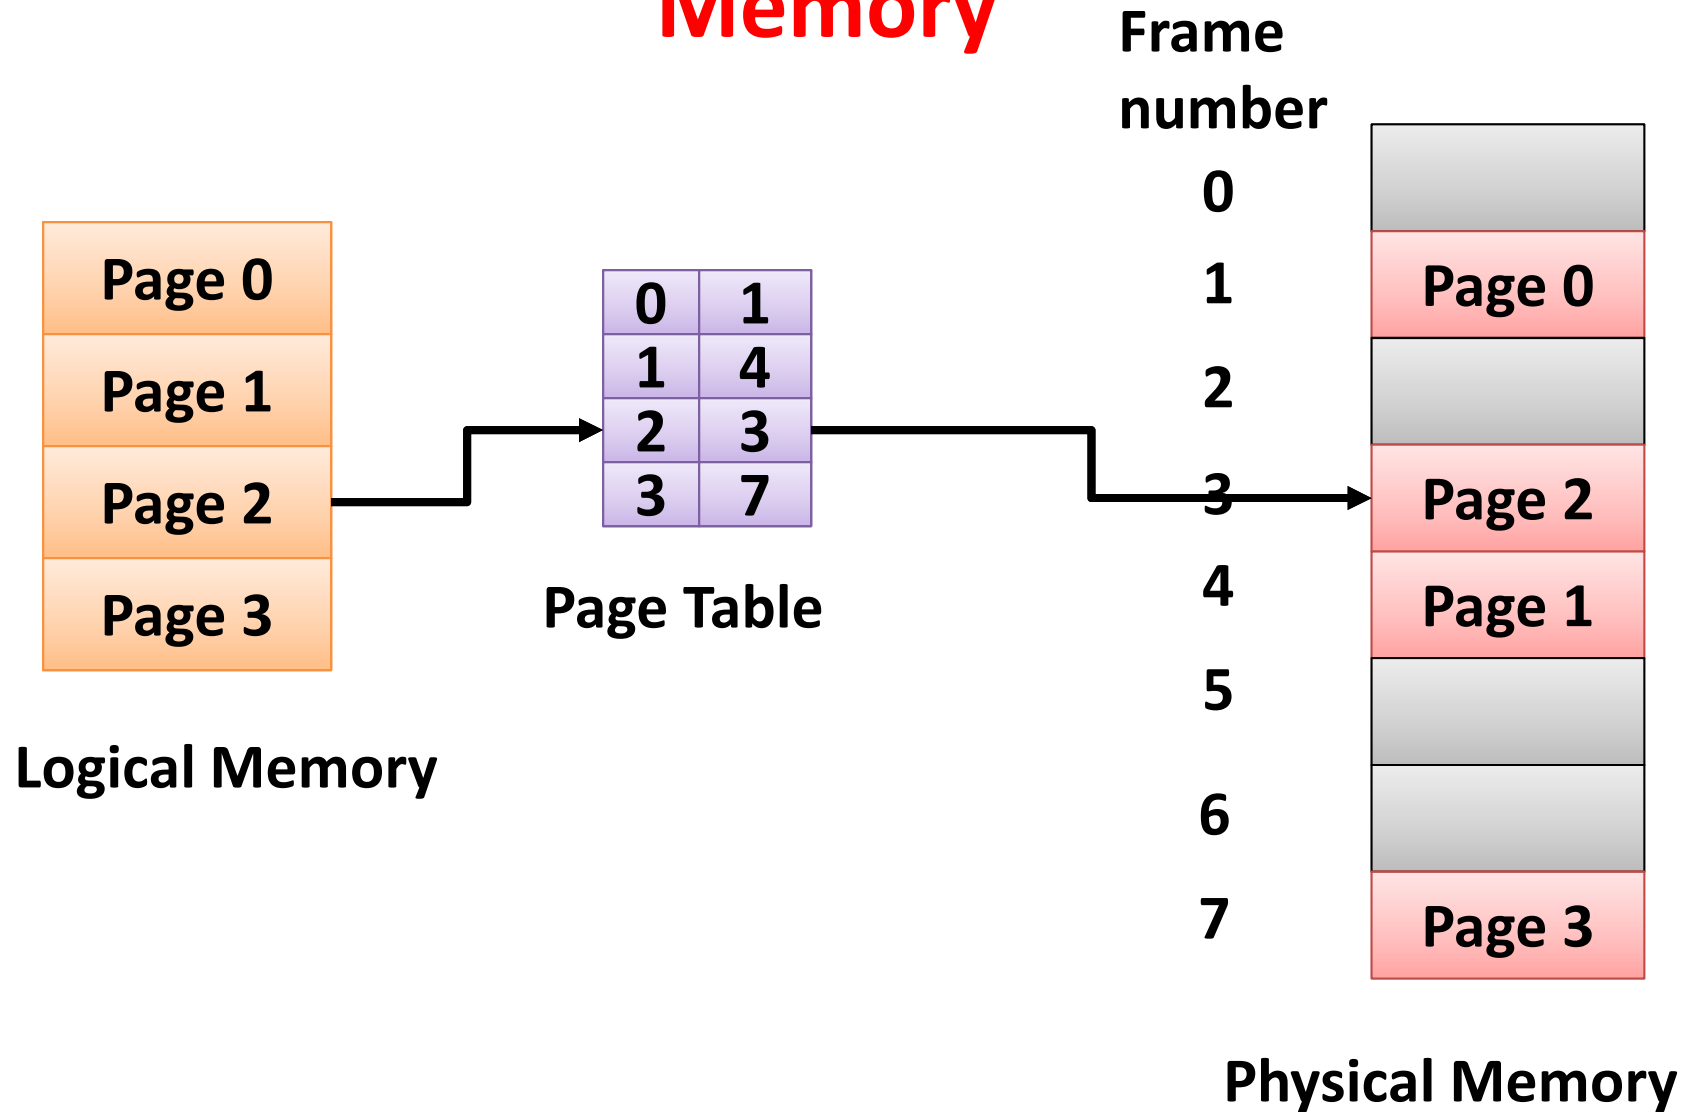 Memory
Frame
number
Page 0
Page 1
Page 2
Page 3
Logical Memory
0 1
1 4
2 3
3 7
Page Table
0
1 Page 0
2
3 Page 2
4 Page 1
5
6
7 Page 3
Physical Memory